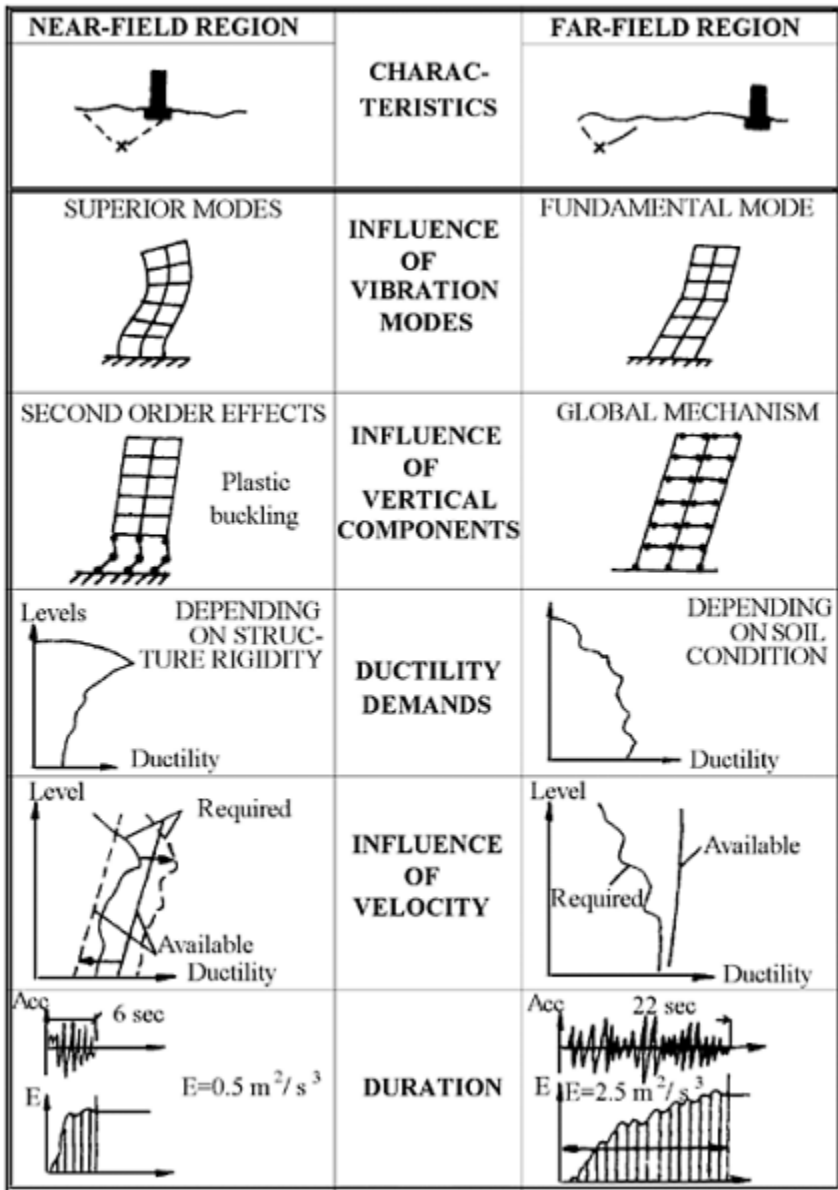 NEAR-FIELD REGION
CHARAC-
TERISTICS
FAR-FIELD REGION
SUPERIOR MODES
INFLUENCE
OF
VIBRATION
MODES
FUNDAMENTAL MODE
SECOND ORDER EFFECTS
Plastic
buckling
INFLUENCE
OF
VERTICAL
COMPONENTS
GLOBAL MECHANISM
Levels
DEPENDING
ON STRUC-
TURE RIGIDITY
Ductility
DUCTILITY
DEMANDS
DEPENDING
ON SOIL
CONDITION
Ductility
Level
Required
Available
Ductility
INFLUENCE
OF
VELOCITY
Level
Available
Required
Ductility
Acc
6 sec
E
E=0.5 m²/ s³
DURATION
Acc
22 sec
E
E=2.5 m²/ s³